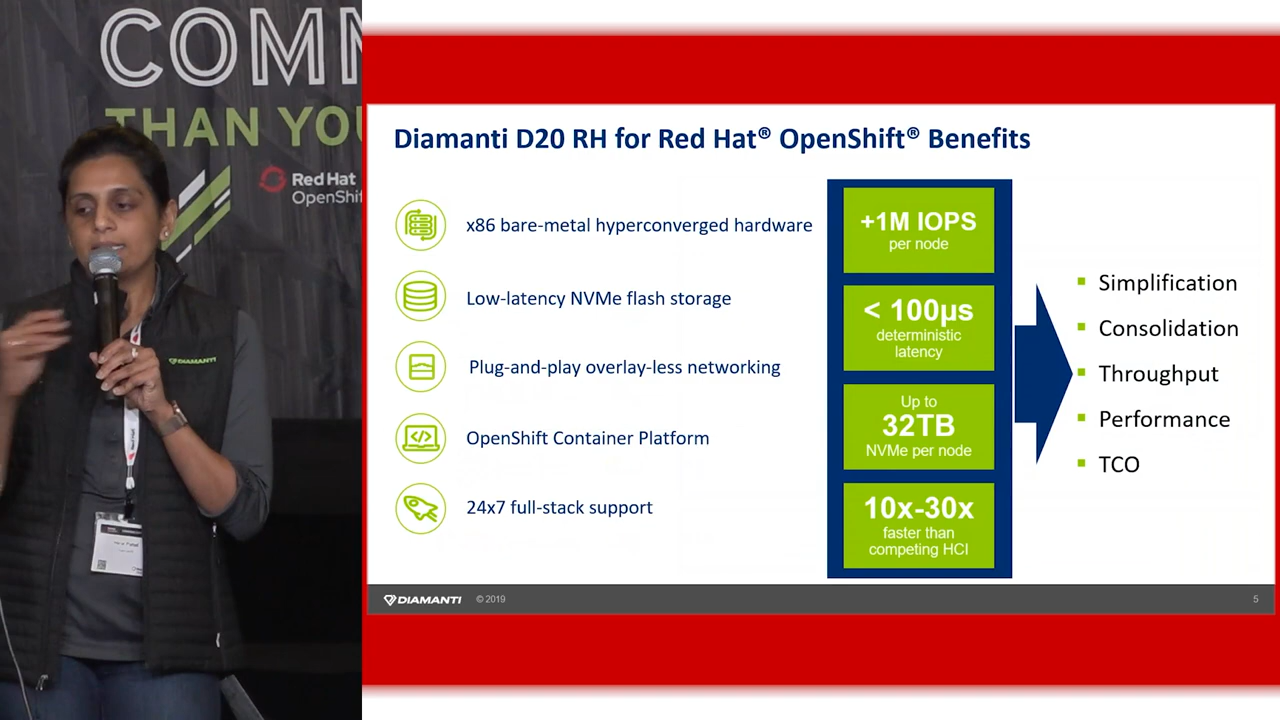 COMM
THAN YOU
Red Hat
OpenShif
DIAMANTI
Diamanti D20 RH for Red Hat® OpenShift® Benefits
x86 bare-metal hyperconverged hardware
Low-latency NVMe flash storage
Plug-and-play overlay-less networking
OpenShift Container Platform
24x7 full-stack support
+1M IOPS
per node
< 100µs
deterministic
latency
Up to
32TB
NVMe per node
10x-30x
faster than
competing HCI
Simplification
Consolidation
Throughput
Performance
TCO
DIAMANTI
© 2019
5